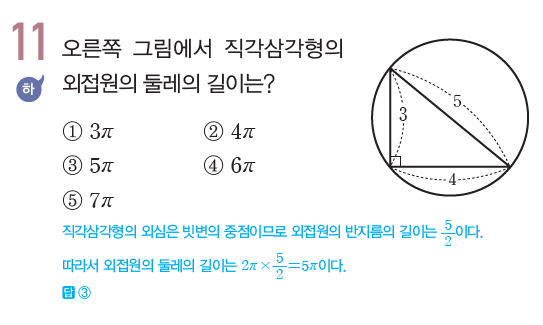 11
하
오른쪽 그림에서 직각삼각형의
외접원의 둘레의 길이는?
① 3π ② 4π
③ 5π ④ 6π
⑤ 7π
3
5
4
직각삼각형의 외심은 빗변의 중점이므로 외접원의 반지름의 길이는 5/2이다.
따라서 외접원의 둘레의 길이는 2π×5/2=5π이다.
답 ③